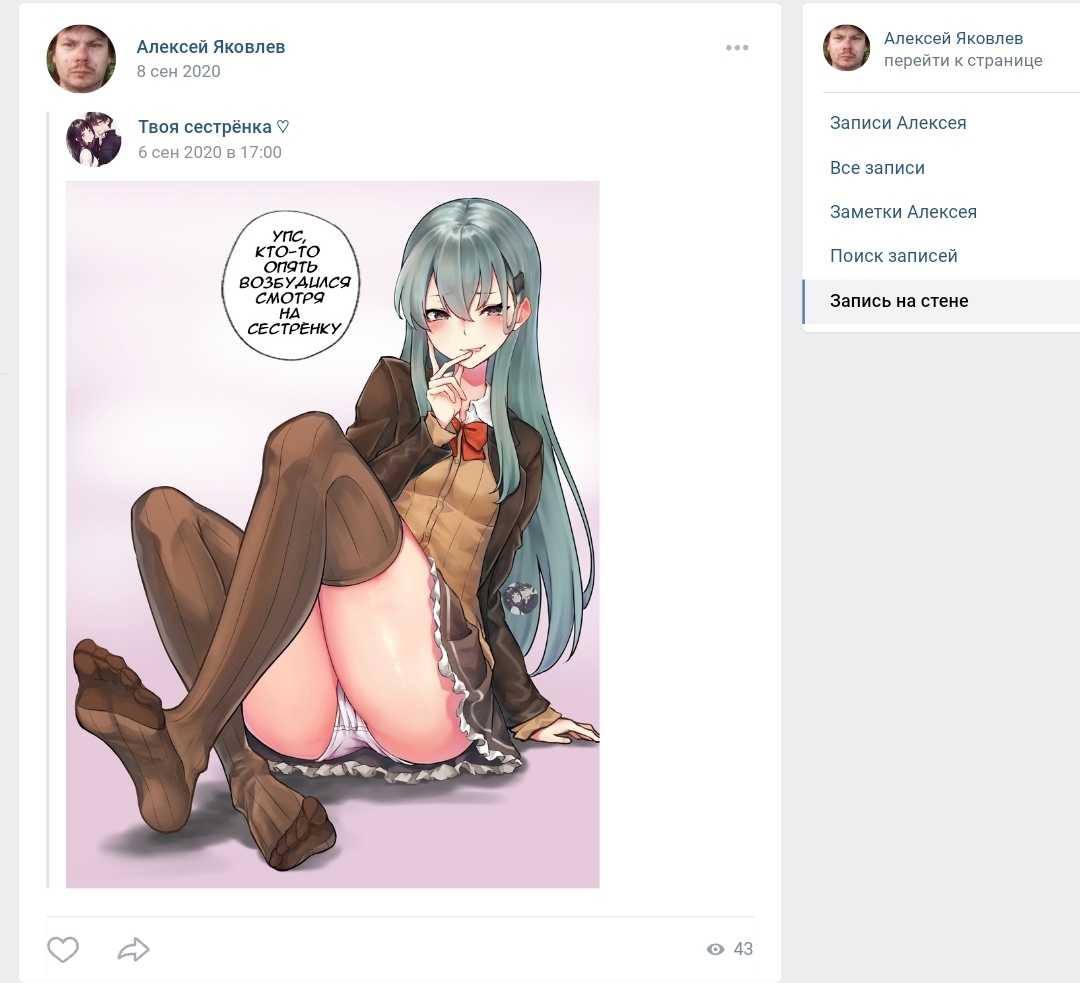 Алексей Яковлев
8 сен 2020
Твоя сестрёнка ♡
6 сен 2020 в 17:00
УПС,
КТО-ТО
ОПЯТЬ
ВОЗБУДИЛСЯ
СМОТРЯ
НА
СЕСТРЁНКУ
43
Алексей Яковлев
перейти к странице
Записи Алексея
Все записи
Заметки Алексея
Поиск записей
Запись на стене